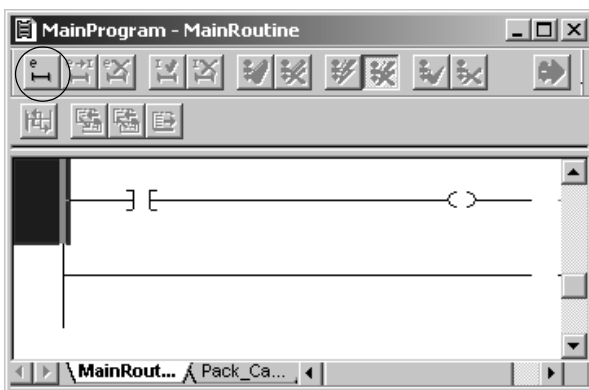 MainProgram - MainRoutine
e
e I e
I I
MainRout... Pack_Ca...